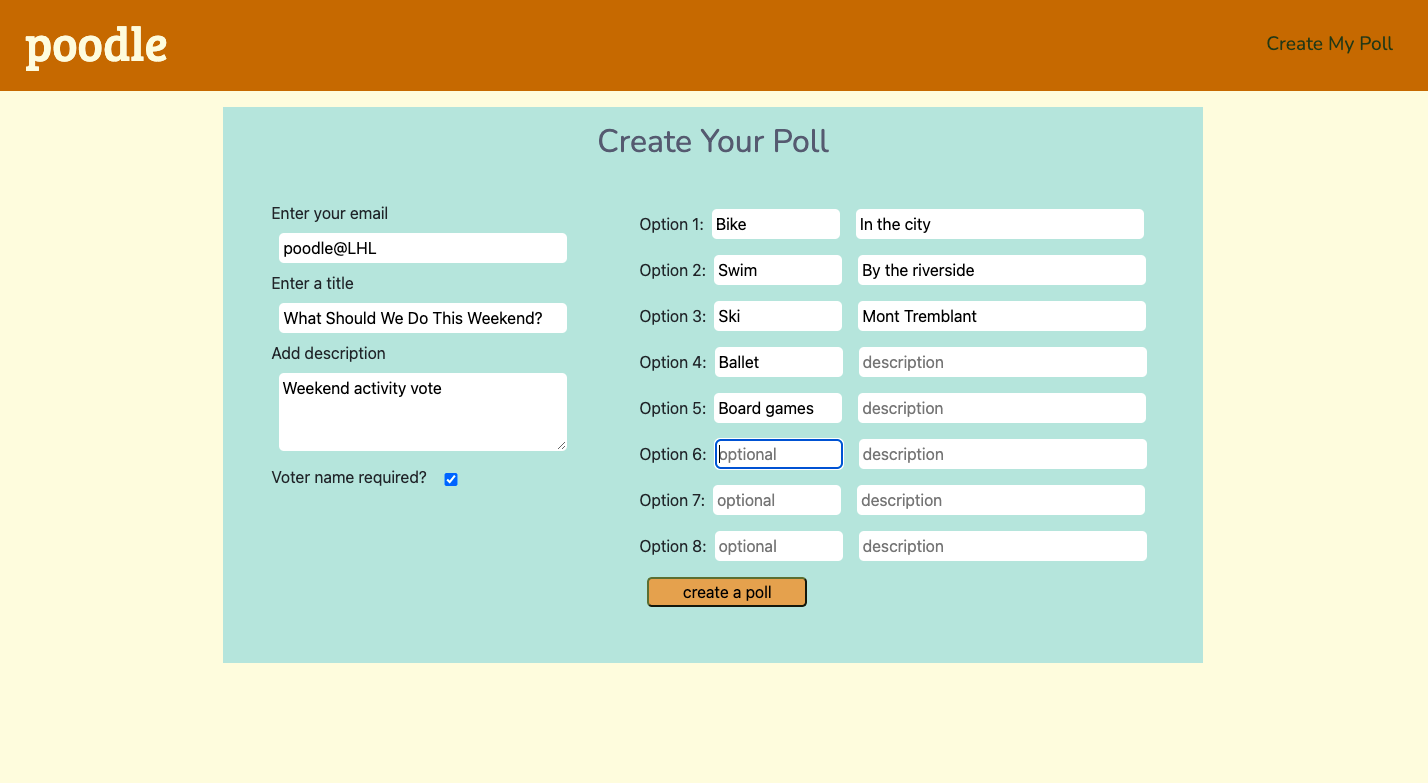 poodle
Create My Poll
Create Your Poll
Enter your email
poodle@LHL
Enter a title
What Should We Do This Weekend?
Add description
Weekend activity vote
Voter name required?
Option 1: Bike In the city
Option 2: Swim By the riverside
Option 3: Ski Mont Tremblant
Option 4: Ballet description
Option 5: Board games description
Option 6: optional description
Option 7: optional description
Option 8: optional description
create a poll